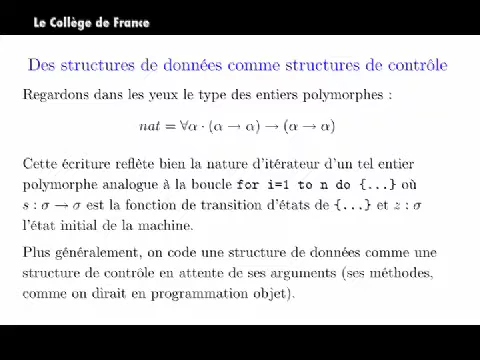 Le Collège de France
Des structures de données comme structures de contrôle
Regardons dans les yeux le type des entiers polymorphes :
nat = ∀α · (α → α) → (α → α)
Cette écriture reflète bien la nature d'itérateur d'un tel entier
polymorphe analogue à la boucle for i=1 to n do {...} où
s : σ → σ est la fonction de transition d'états de {...} et z : σ
l'état initial de la machine.
Plus généralement, on code une structure de données comme une
structure de contrôle en attente de ses arguments (ses méthodes,
comme on dirait en programmation objet).